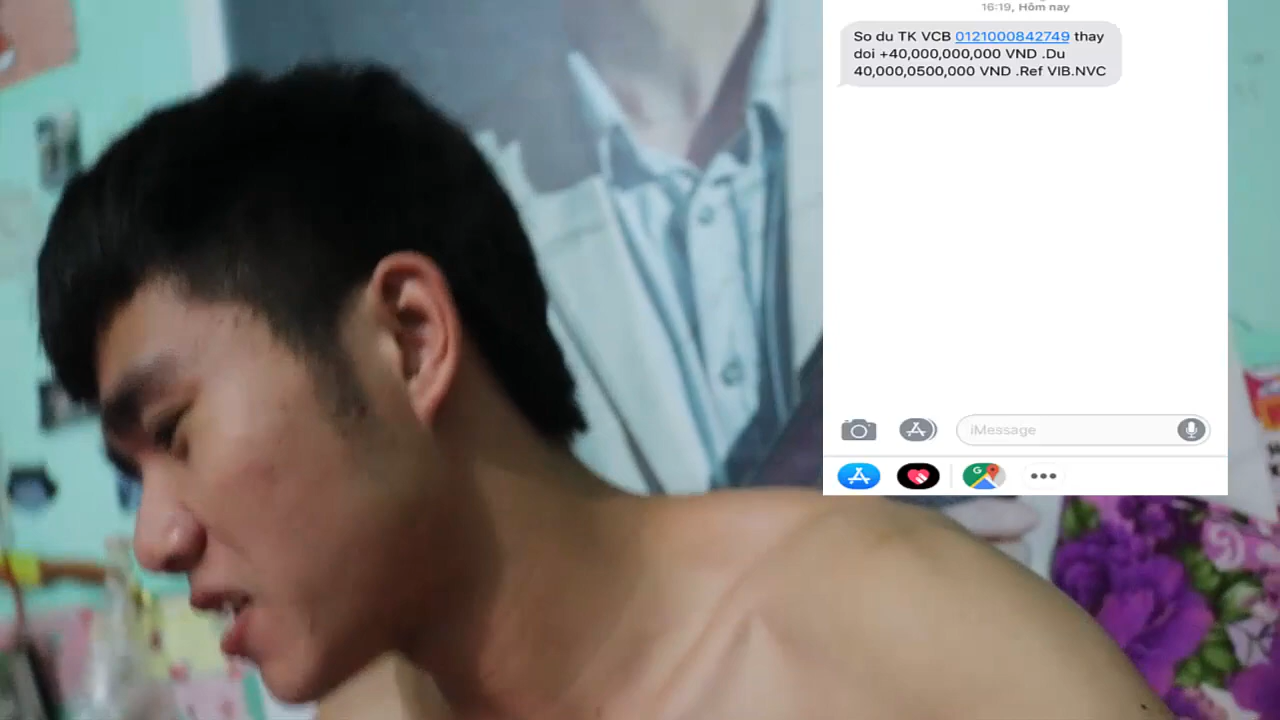 16:19, Hôm nay
So du TK VCB 0121000842749 thay
doi +40,000,000,000 VND .Du
40,000,0500,000 VND .Ref VIB.NVC
iMessage